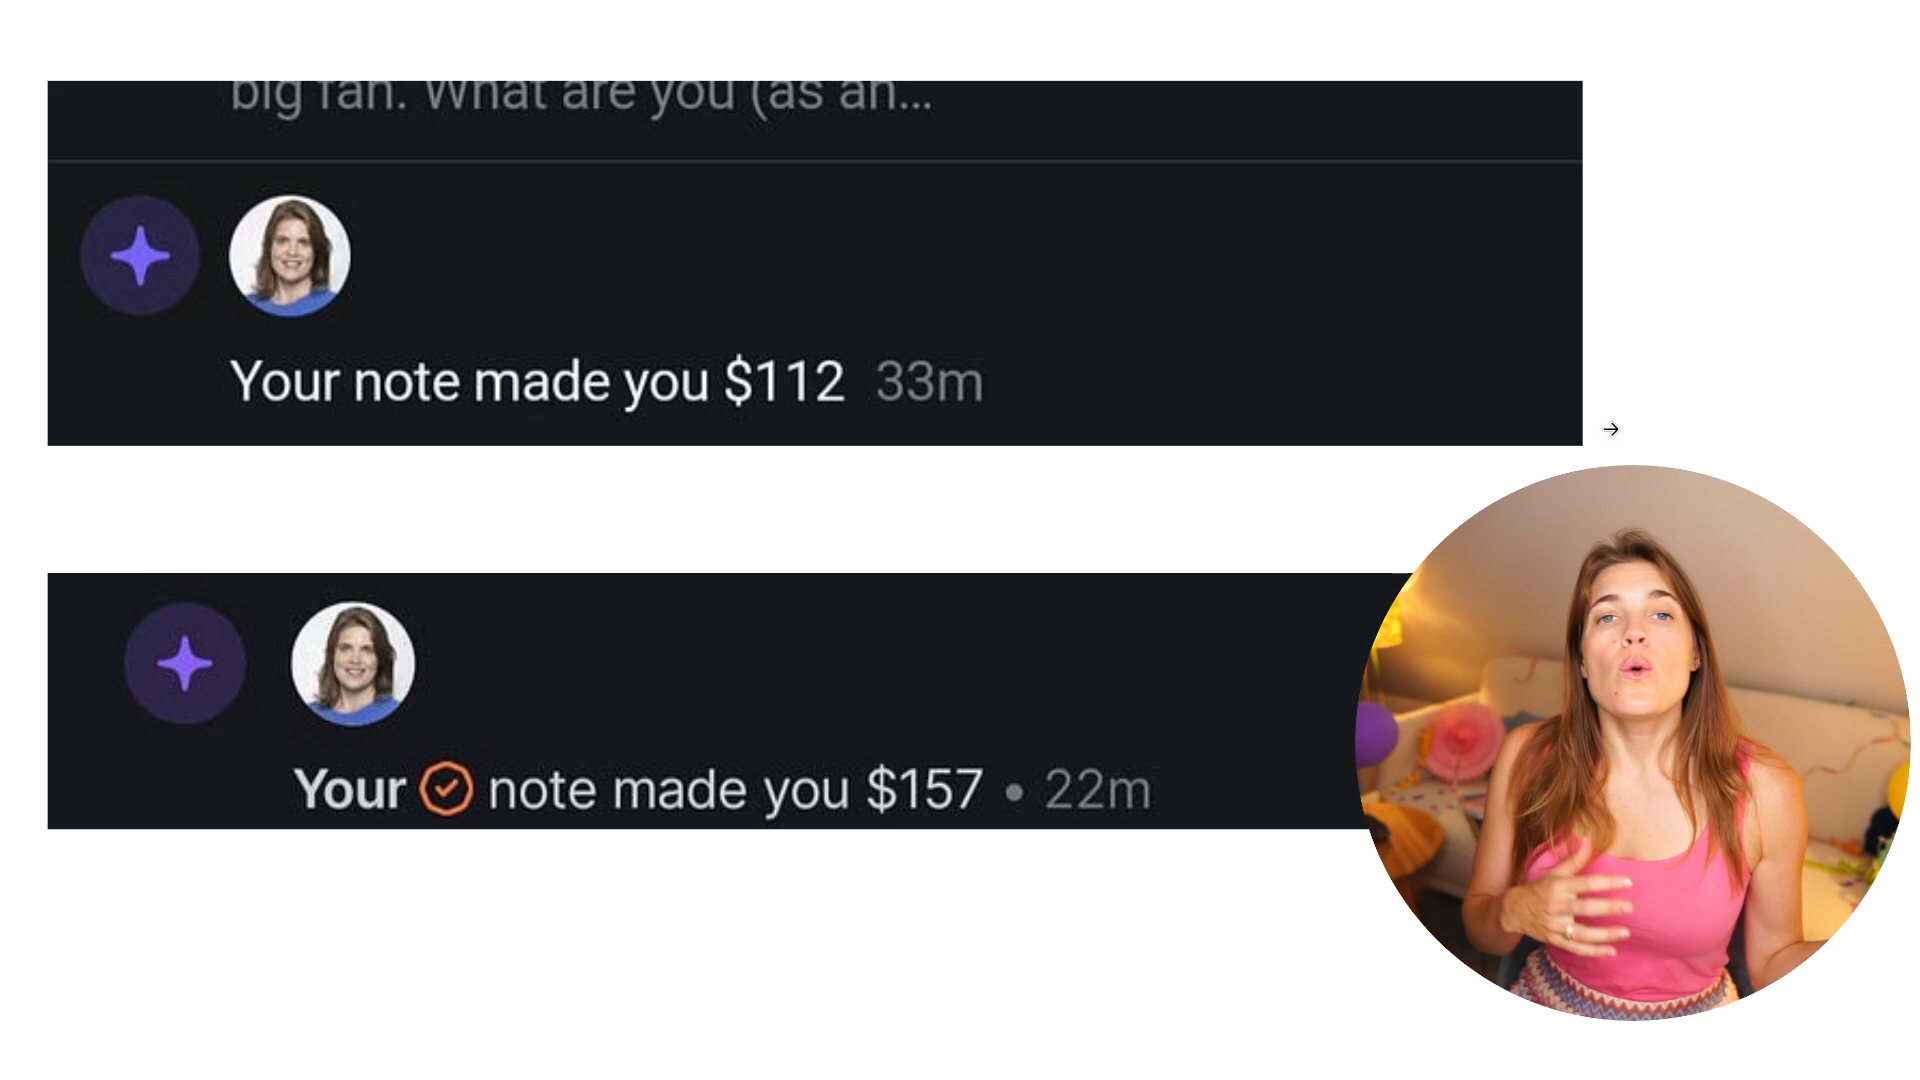 big fan. What are you (as an...
Your note made you $112 33m
Your note made you $157 • 22m